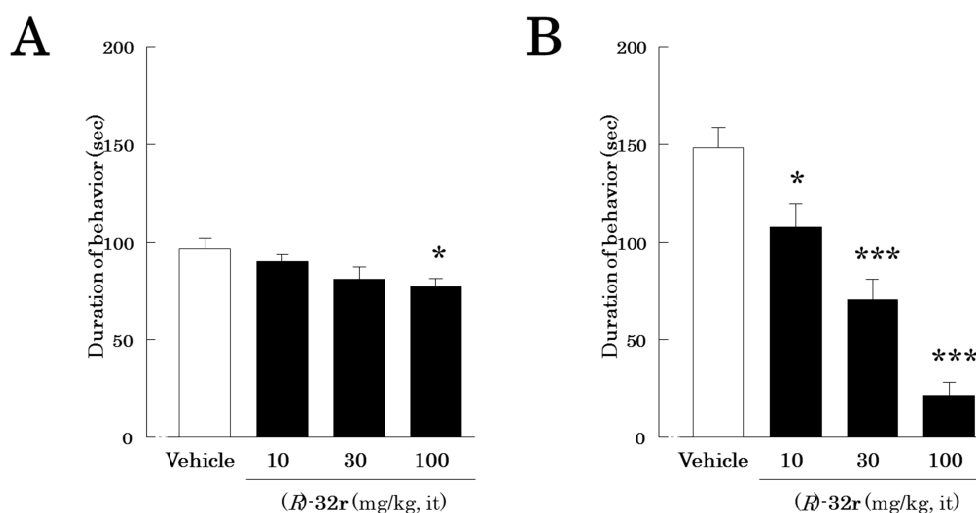 A
B
200
150
100
50
0
Duration of behavior (sec)
*
Vehicle 10 30 100
(R)-32r (mg/kg, it)
200
150
100
50
0
Duration of behavior (sec)
*
***
***
Vehicle 10 30 100
(R)-32r (mg/kg, it)